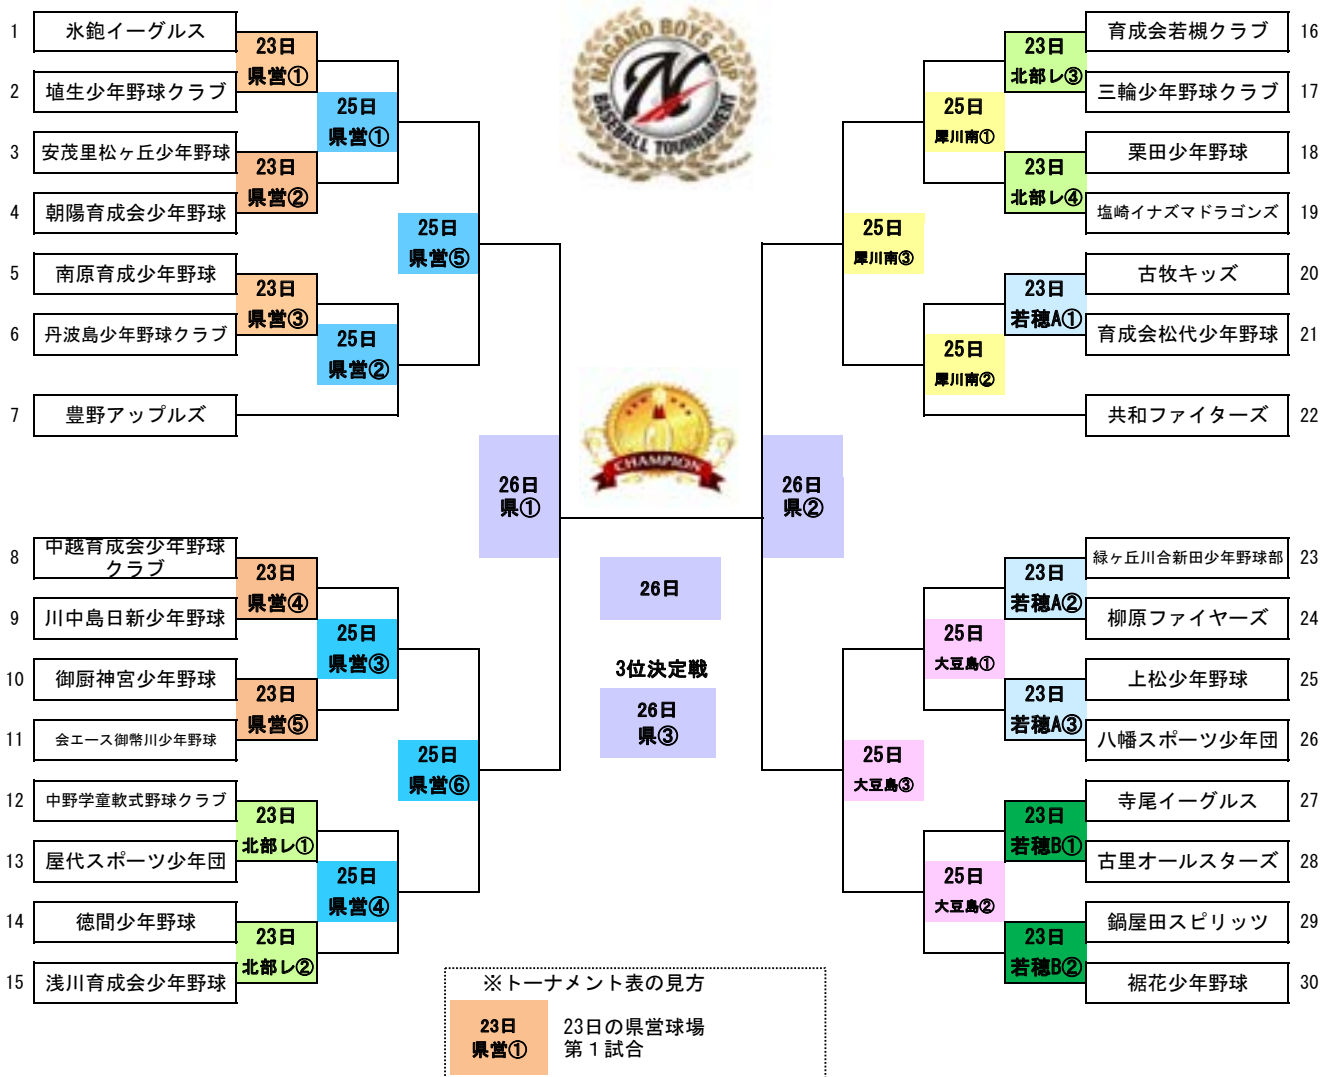 1 氷鉋イーグルス
2 埴生少年野球クラブ
3 安茂里松ヶ丘少年野球
4 朝陽育成会少年野球
5 南原育成少年野球
6 丹波島少年野球クラブ
7 豊野アップルズ
8 中越育成会少年野球
クラブ
9 川中島日新少年野球
10 御厨神宮少年野球
11 会エース御幣川少年野球
12 中野学童軟式野球クラブ
13 屋代スポーツ少年団
14 徳間少年野球
15 浅川育成会少年野球
23日
県営①
23日
県営②
23日
県営③
23日
県営④
23日
県営⑤
23日
北部レ①
23日
北部レ②
25日
県営①
25日
県営②
25日
県営③
25日
県営④
25日
県営⑤
25日
県営⑥
26日
県①
NAGANO BOYS CUP
N
BASEBALL TOURNAMENT
CHAMPION
26日
3位決定戦
26日
県③
26日
県②
25日
犀川南③
25日
大豆島③
25日
犀川南①
25日
犀川南②
25日
大豆島①
25日
大豆島②
23日
北部レ③
23日
北部レ④
23日
若穂A①
23日
若穂A②
23日
若穂A③
23日
若穂B①
23日
若穂B②
育成会若槻クラブ 16
三輪少年野球クラブ 17
栗田少年野球 18
塩崎イナズマドラゴンズ 19
古牧キッズ 20
育成会松代少年野球 21
共和ファイターズ 22
緑ヶ丘川合新田少年野球部 23
柳原ファイヤーズ 24
上松少年野球 25
八幡スポーツ少年団 26
寺尾イーグルス 27
古里オールスターズ 28
鍋屋田スピリッツ 29
裾花少年野球 30
※トーナメント表の見方
23日
県営①
23日の県営球場
第１試合